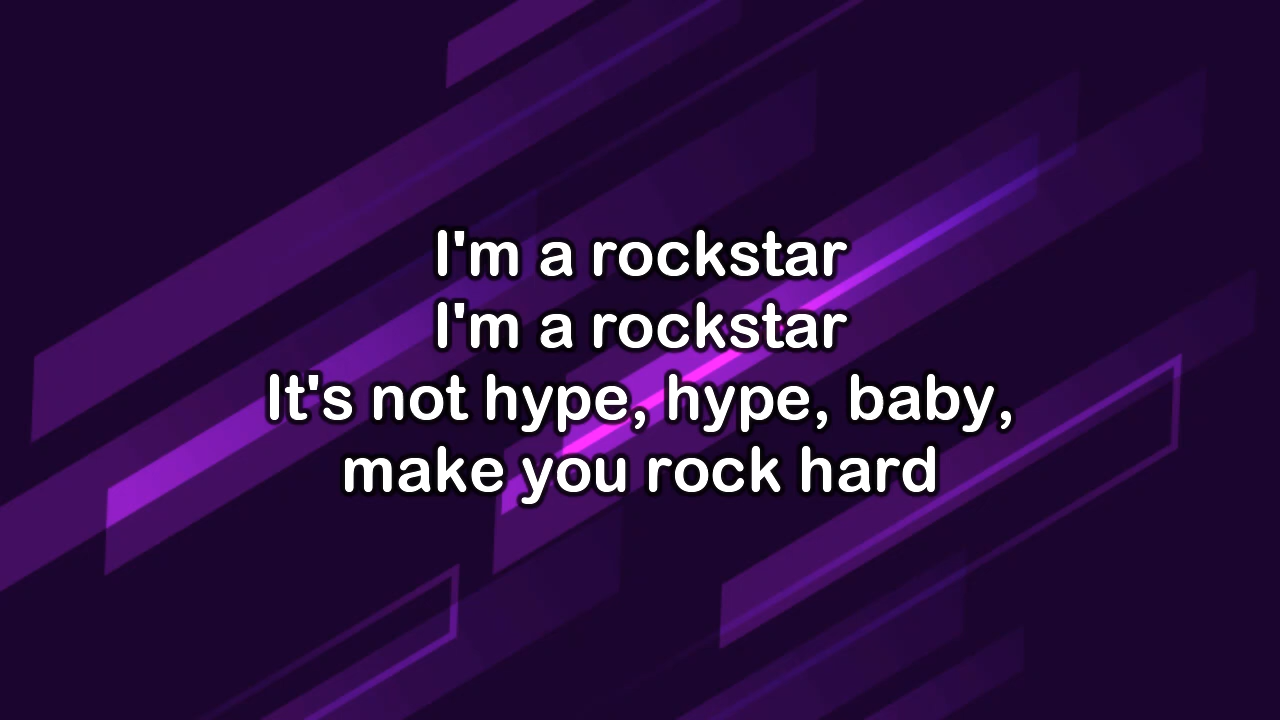 I'm a rockstar
I'm a rockstar
It's not hype, hype, baby,
make you rock hard